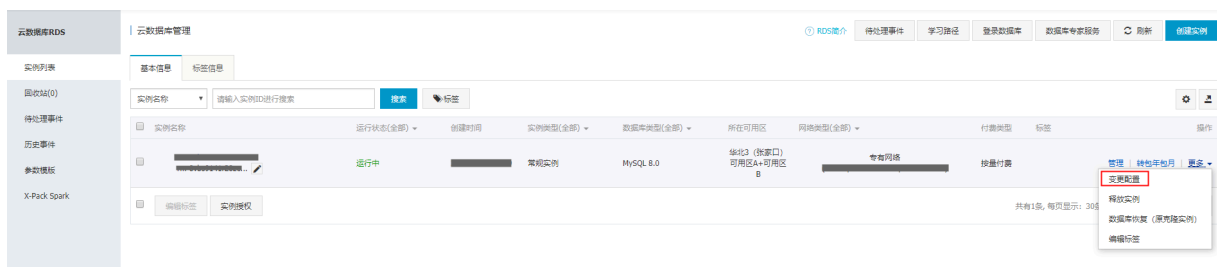 云数据库RDS
云数据库管理
RDS简介 待处理事件 学习路径 登录数据库 数据库专家服务 刷新 创建实例
实例列表
回收站(0)
待处理事件
历史事件
参数模版
X-Pack Spark
基本信息 标签信息
实例名称 请输入实例ID进行搜索 搜索 标签
实例名称 运行状态(全部) 创建时间 实例类型(全部) 数据库类型(全部) 所在可用区 网络类型(全部) 付费类型 标签 操作
运行中 常规实例 MySQL 8.0 华北3（张家口）
可用区A+可用区
B
专有网络
按量付费 管理 | 转包年包月 | 更多
变更配置
释放实例
数据库恢复（原克隆实例）
编辑标签
编辑标签 实例授权
共有1条, 每页显示：30